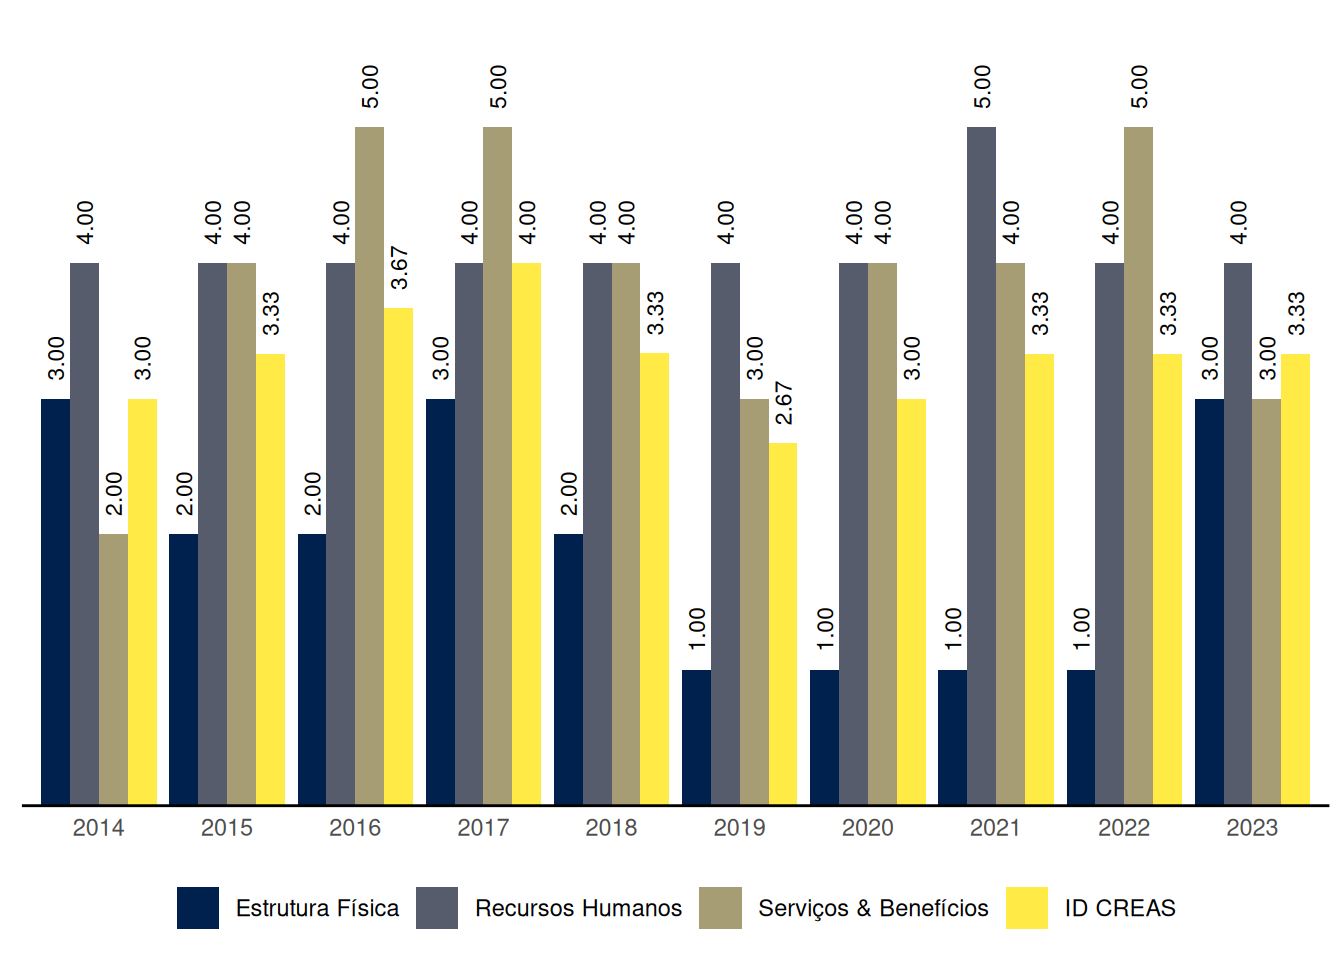 5.00 5.00 5.00 5.00
4.00 4.00 4.00 4.00 4.00 4.00 4.00 4.00 4.00 4.00 4.00 4.00 4.00 4.00
3.67
3.33 3.33 3.33 3.33 3.33
3.00 3.00 3.00 3.00 3.00 3.00 3.00
2.67
2.00 2.00 2.00 2.00
1.00 1.00 1.00 1.00
2014 2015 2016 2017 2018 2019 2020 2021 2022 2023
Estrutura Física Recursos Humanos Serviços & Benefícios ID CREAS